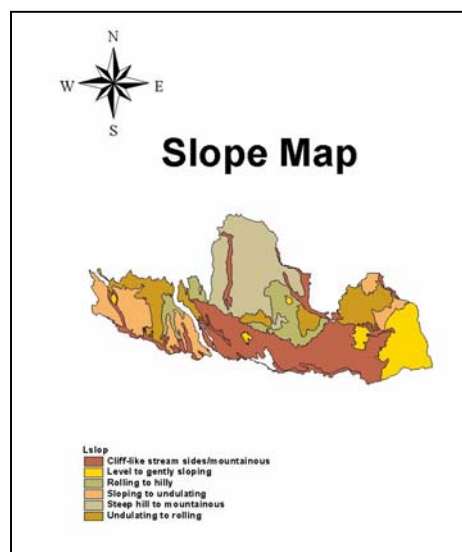 N
W E
S
Slope Map
Lslop
Cliff-like stream sides/mountainous
Level to gently sloping
Rolling to hilly
Sloping to undulating
Steep hill to mountainous
Undulating to rolling